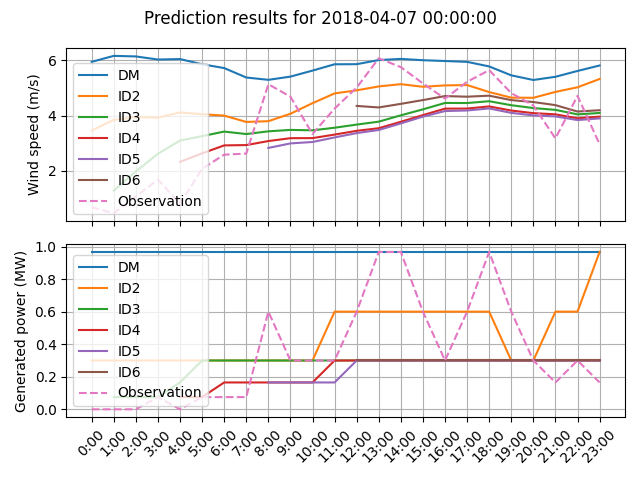 Prediction results for 2018-04-07 00:00:00
Wind speed (m/s)
6
4
2
DM
ID2
ID3
ID4
ID5
ID6
Observation
Generated power (MW)
1.0
0.8
0.6
0.4
0.2
0.0
DM
ID2
ID3
ID4
ID5
ID6
Observation
0:00 1:00 2:00 3:00 4:00 5:00 6:00 7:00 8:00 9:00 10:00 11:00 12:00 13:00 14:00 15:00 16:00 17:00 18:00 19:00 20:00 21:00 22:00 23:00